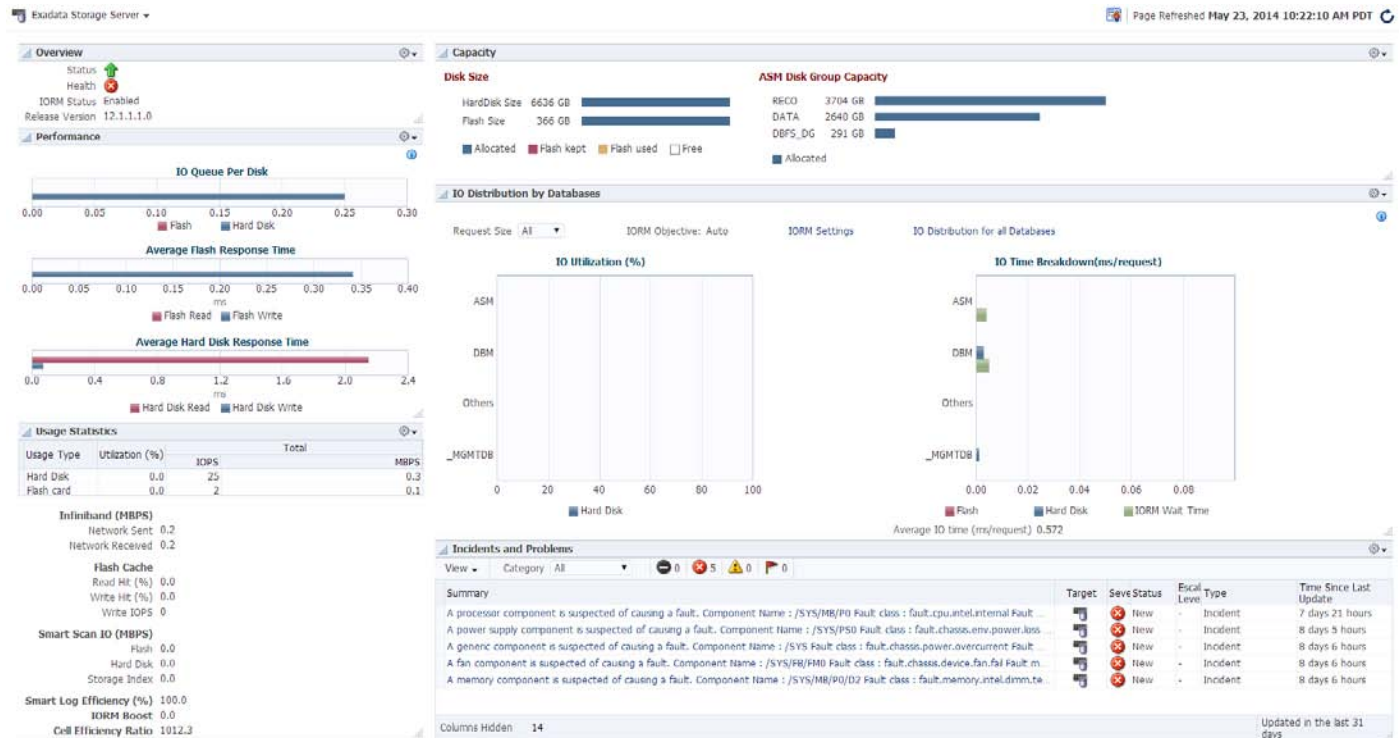 Exadata Storage Server
Page Refreshed May 23, 2014 10:22:10 AM PDT
Overview
Status
Health
IORM Status Enabled
Release Version 12.1.1.1.0
Performance
IO Queue Per Disk
0.00 0.05 0.10 0.15 0.20 0.25 0.30
Flash Hard Disk
Average Flash Response Time
0.00 0.05 0.10 0.15 0.20 0.25 0.30 0.35 0.40
ms
Flash Read Flash Write
Average Hard Disk Response Time
0.0 0.4 0.8 1.2 1.6 2.0 2.4
ms
Hard Disk Read Hard Disk Write
Usage Statistics
Usage Type Utilization (%) Total
IOPS MBPS
Hard Disk 0.0 25 0.3
Flash card 0.0 2 0.1
Infiniband (MBPS)
Network Sent 0.2
Network Received 0.2
Flash Cache
Read Hit (%) 0.0
Write Hit (%) 0.0
Write IOPS 0
Smart Scan IO (MBPS)
Flash 0.0
Hard Disk 0.0
Storage Index 0.0
Smart Log Efficiency (%) 100.0
IORM Boost 0.0
Cell Efficiency Ratio 1012.3
Capacity
Disk Size
HardDisk Size 6636 GB
Flash Size 366 GB
Allocated Flash kept Flash used Free
ASM Disk Group Capacity
RECO 3704 GB
DATA 2640 GB
DBFS_DG 291 GB
Allocated
IO Distribution by Databases
Request Size All IORM Objective: Auto IORM Settings IO Distribution for all Databases
IO Utilization (%)
ASM
DBM
Others
_MGMTDB
0 20 40 60 80 100
Hard Disk
IO Time Breakdown(ms/request)
ASM
DBM
Others
_MGMTDB
0.00 0.02 0.04 0.06 0.08
Flash Hard Disk IORM Wait Time
Average IO time (ms/request) 0.572
Incidents and Problems
View Category All 0 5 0 0
Summary Target Seve Status Escal Leve Type Time Since Last Update
A processor component is suspected of causing a fault. Component Name : /SYS/MB/P0 Fault class : fault.cpu.intel.internal Fault ... New - Incident 7 days 21 hours
A power supply component is suspected of causing a fault. Component Name : /SYS/PS0 Fault class : fault.chassis.env.power.loss ... New - Incident 8 days 5 hours
A generic component is suspected of causing a fault. Component Name : /SYS Fault class : fault.chassis.power.overcurrent Fault ... New - Incident 8 days 6 hours
A fan component is suspected of causing a fault. Component Name : /SYS/FB/FM0 Fault class : fault.chassis.device.fan.fail Fault m... New - Incident 8 days 6 hours
A memory component is suspected of causing a fault. Component Name : /SYS/MB/P0/D2 Fault class : fault.memory.intel.dimm.te... New - Incident 8 days 6 hours
Columns Hidden 14
Updated in the last 31 days